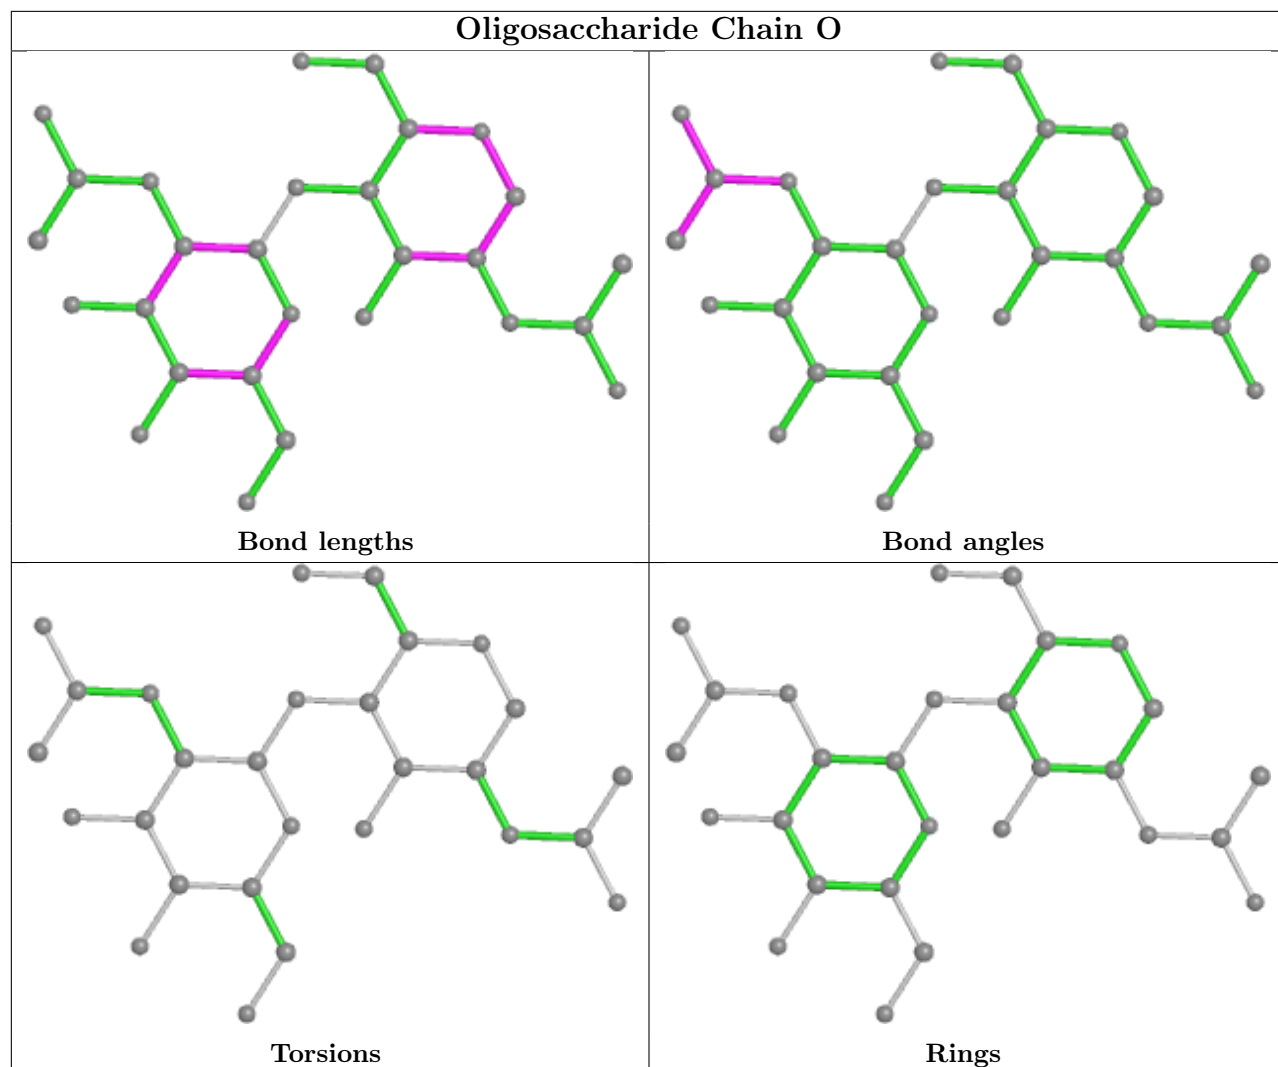 Oligosaccharide Chain O
Bond lengths
Bond angles
Torsions
Rings